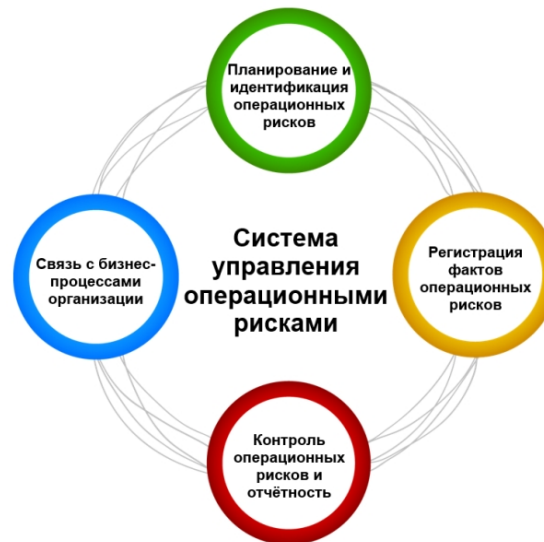 Планирование и
идентификация
операционных
рисков
Связь с бизнес-
процессами
организации
Система
управления
операционными
рисками
Регистрация
фактов
операционных
рисков
Контроль
операционных
рисков и
отчётность